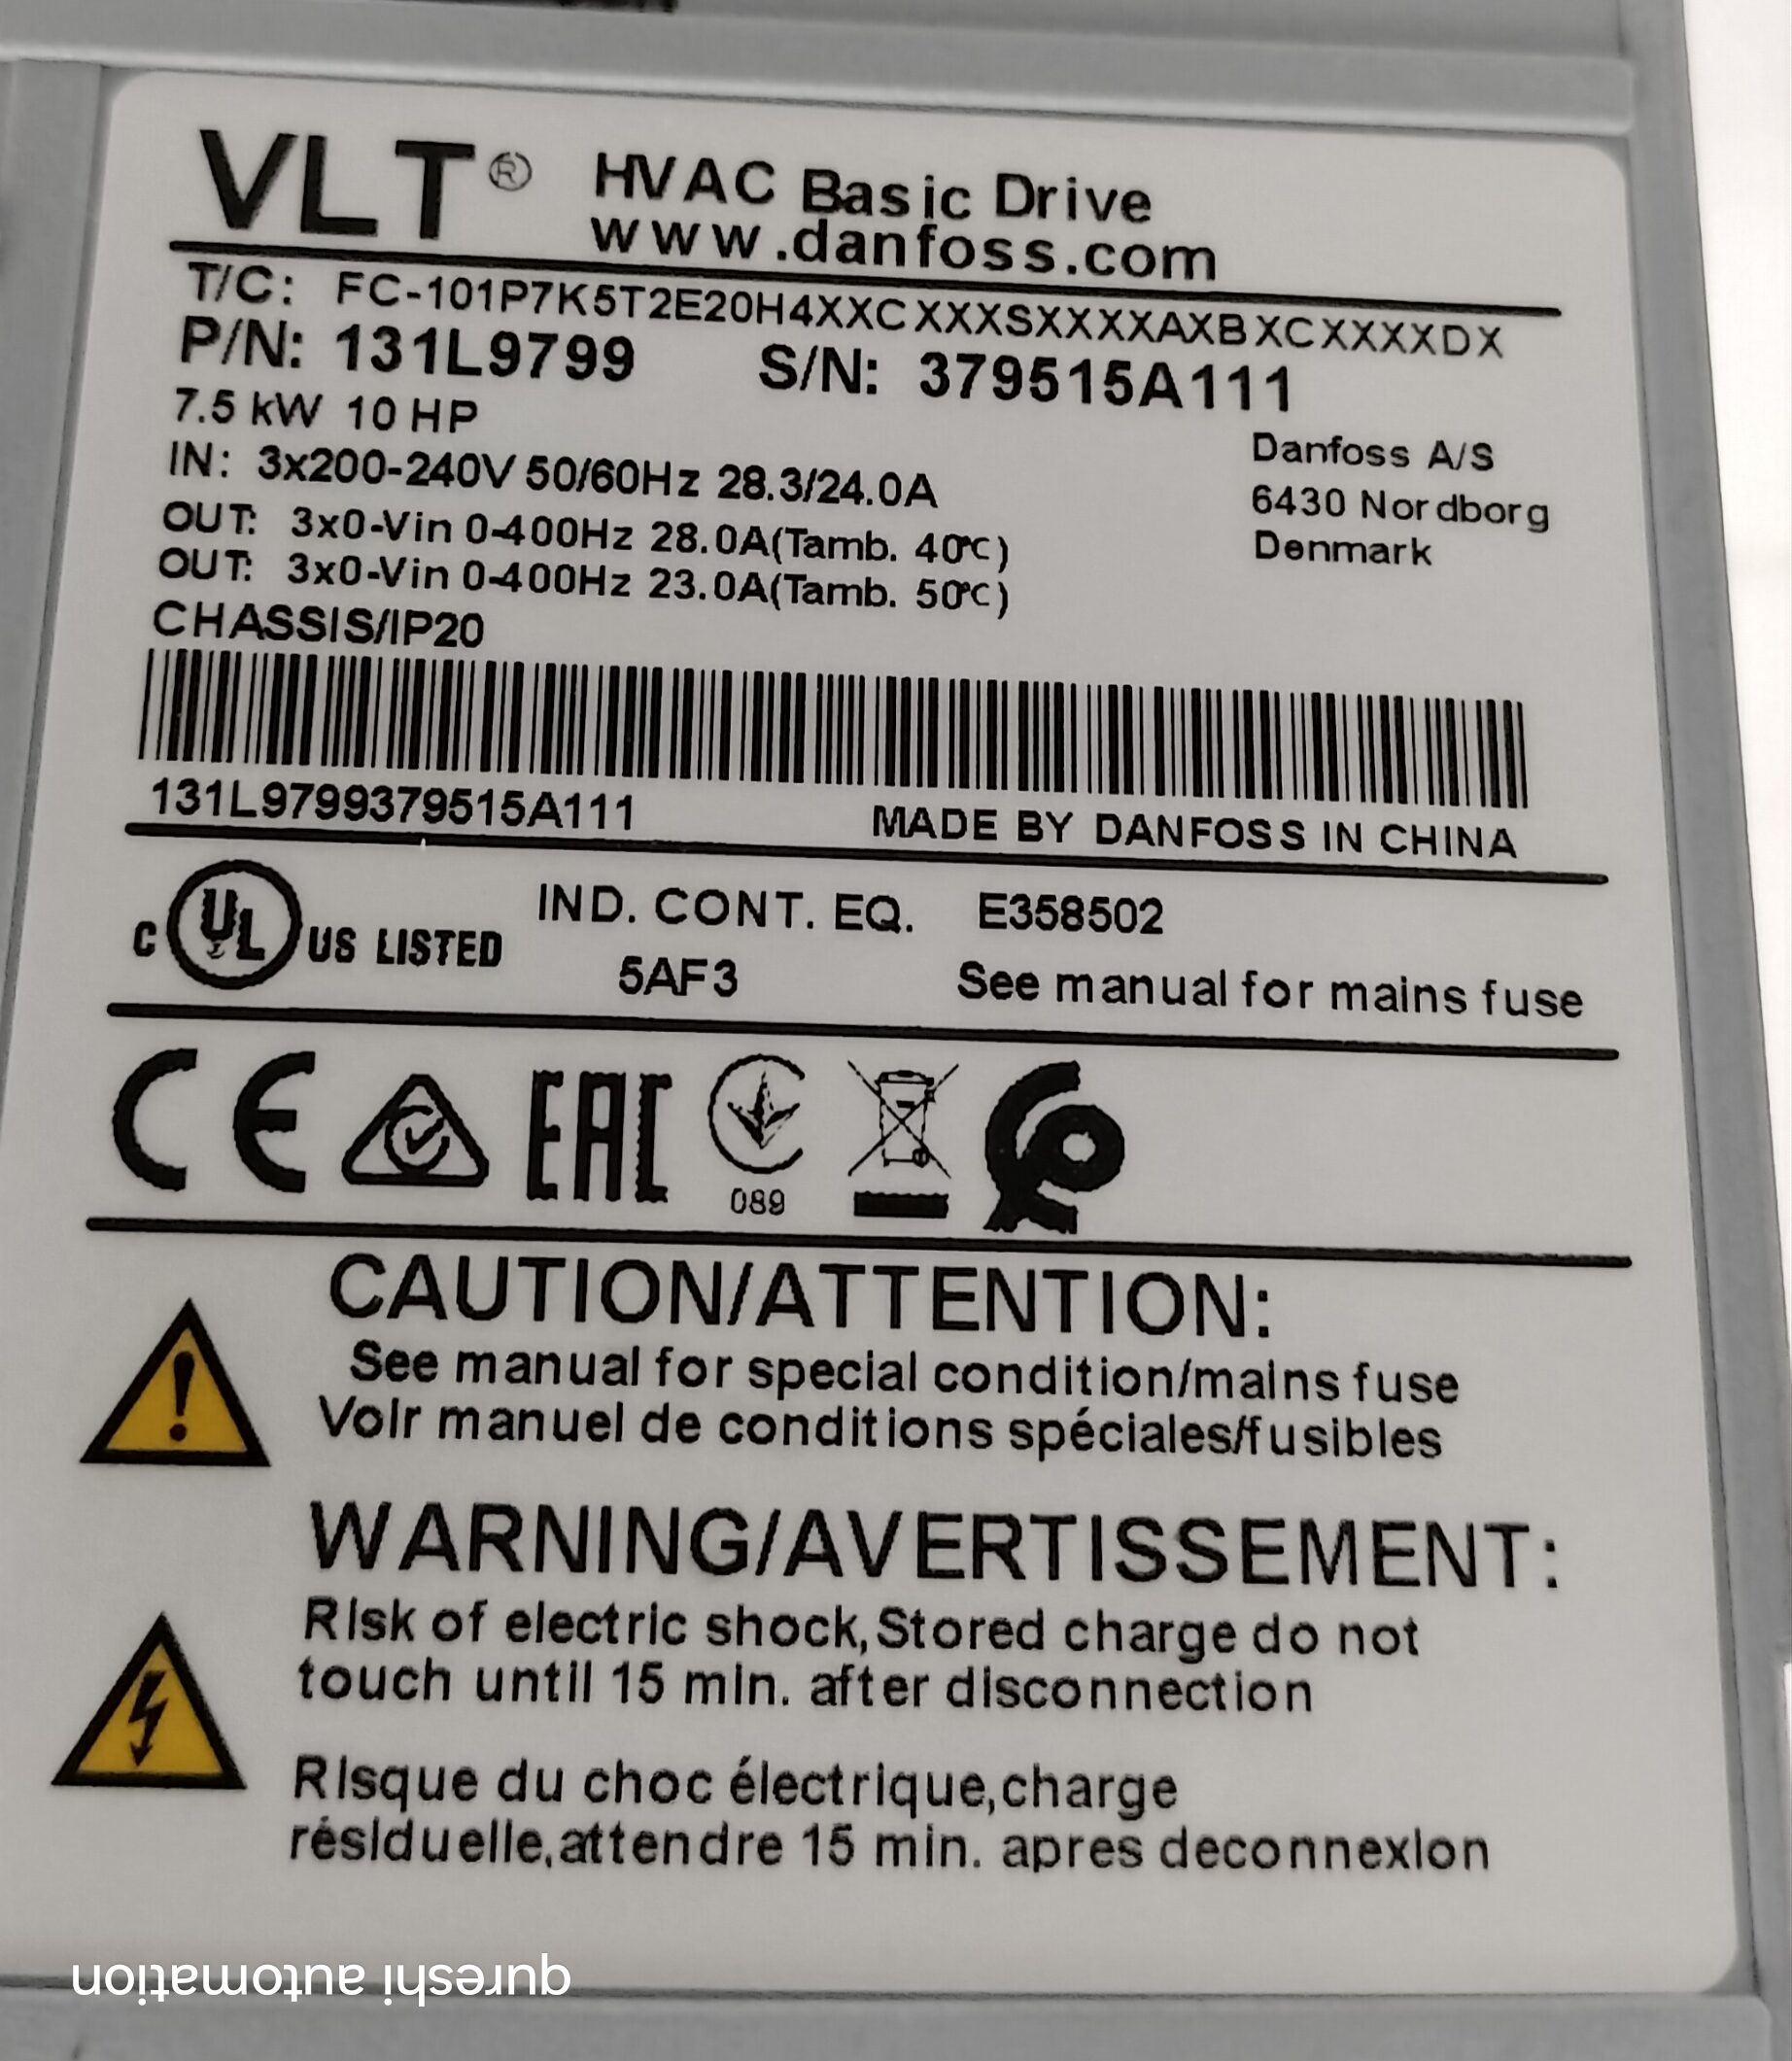 VLT® HVAC Basic Drive
www.danfoss.com
T/C: FC-101P7K5T2E20H4XXCXXXSXXXXAXBXCXXXXDX
P/N: 131L9799 S/N: 379515A111
7.5 kW 10 HP
Danfoss A/S
IN: 3x200-240V 50/60Hz 28.3/24.0A
6430 Nordborg
OUT: 3x0-Vin 0-400Hz 28.0A(Tamb. 40℃)
Denmark
OUT: 3x0-Vin 0-400Hz 23.0A(Tamb. 50℃)
CHASSIS/IP20
131L9799379515A111 MADE BY DANFOSS IN CHINA
C UL US LISTED IND. CONT. EQ. E358502
5AF3 See manual for mains fuse
CE EAC
089
CAUTION/ATTENTION:
See manual for special condition/mains fuse
Voir manuel de conditions spéciales/fusibles
WARNING/AVERTISSEMENT:
Risk of electric shock,Stored charge do not
touch until 15 min. after disconnection
Risque du choc électrique,charge
résiduelle,attendre 15 min. apres deconnexion
qureshi automation